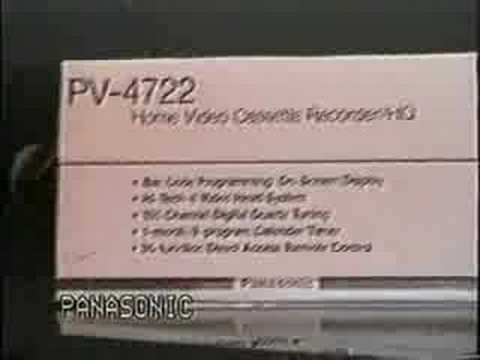 PV-4722
Home Video Cassette Recorder/HQ
• Bar Code Programming, On-Screen Display
• Tech-4 Video Head System
• Channel Digital Quartz Tuning
• 1-month/ -program Calendar Timer
• -function Direct Access Remote Control
Panasonic
PANASONIC